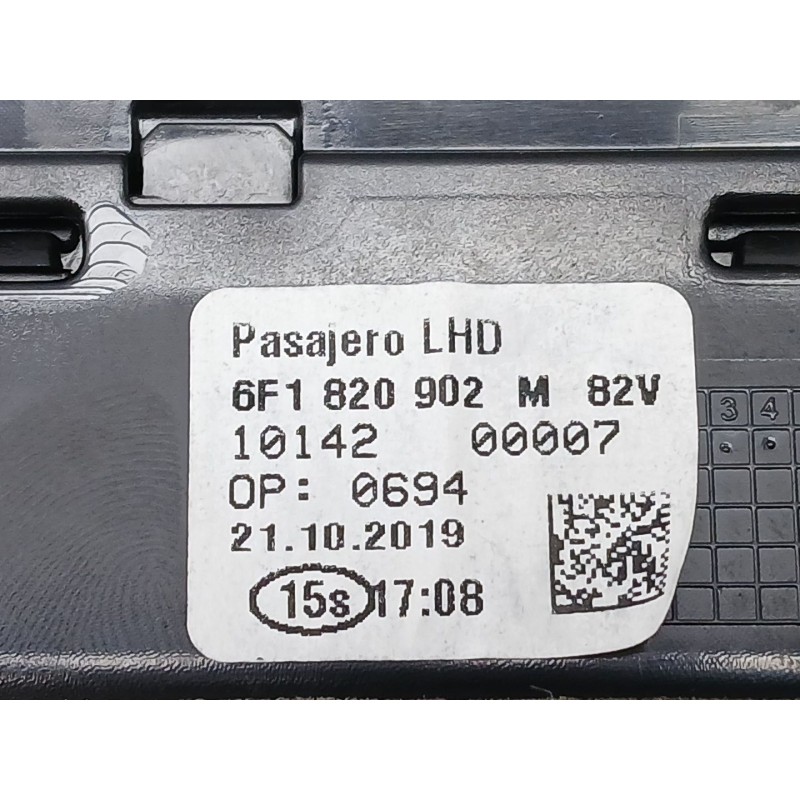 Pasajero LHD
6F1 820 902 M 82V
10142 00007
OP: 0694
21.10.2019
15s 17:08
3 4